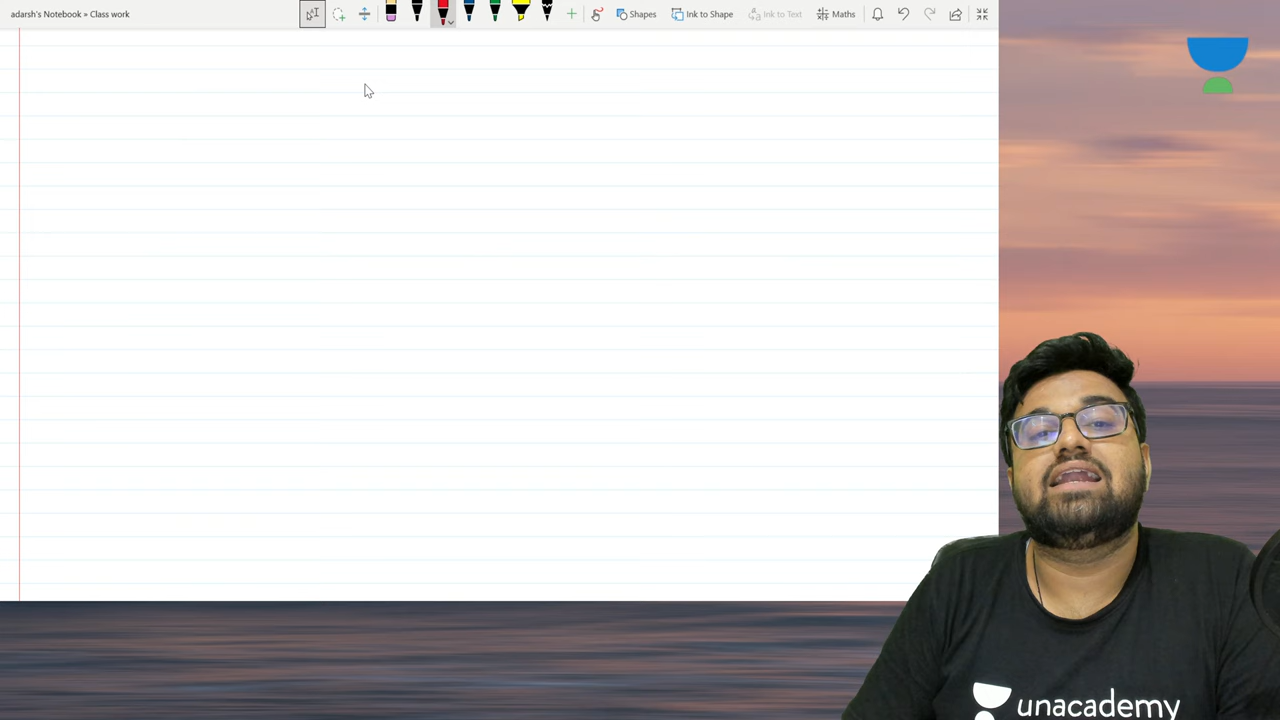 adarsh's Notebook » Class work
Shapes
Ink to Shape
Ink to Text
Maths
unacademy